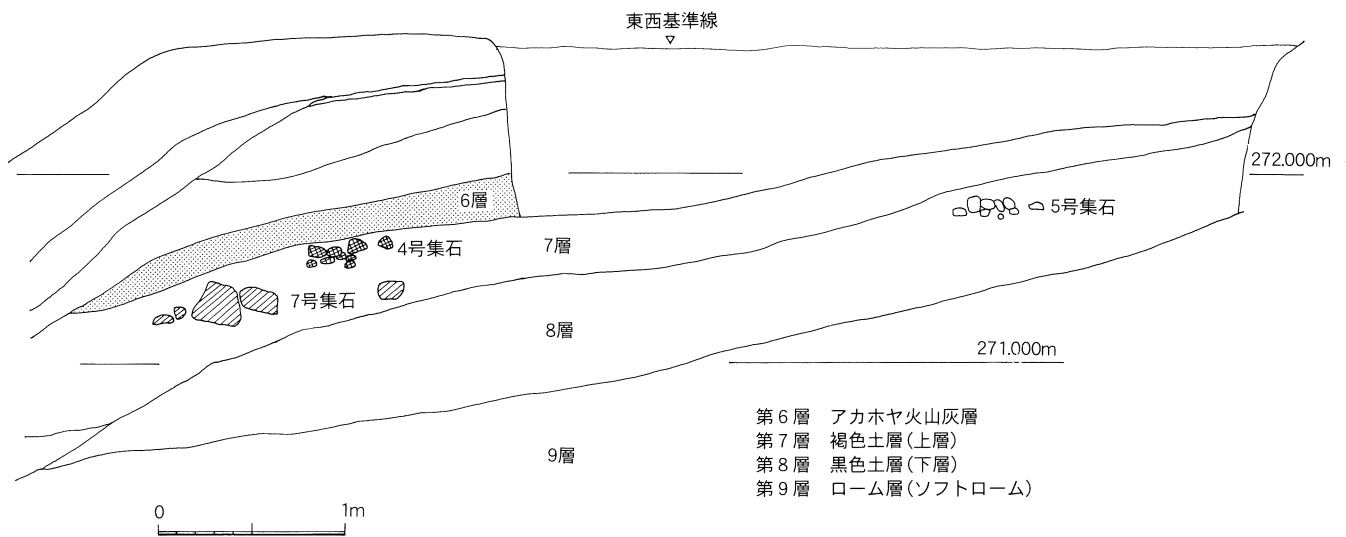 東西基準線
272.000m
6層
5号集石
4号集石
7層
7号集石
8層
271.000m
第6層 アカホヤ火山灰層
第7層 褐色土層(上層)
第8層 黒色土層(下層)
第9層 ローム層(ソフトローム)
9層
0 1m